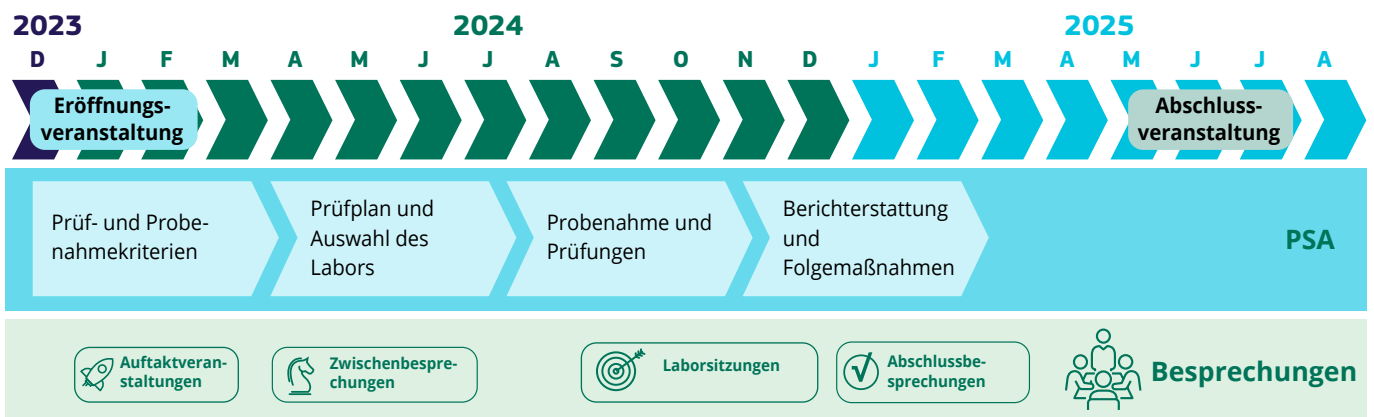 2023
2024
2025
D J F M A M J J A S O N D J F M A M J J A
Eröffnungs-
veranstaltung
Abschluss-
veranstaltung
Prüf- und Probe-
nahmekriterien
Prüfplan und
Auswahl des
Labors
Probenahme und
Prüfungen
Berichterstattung
und
Folgemaßnahmen
PSA
Auftaktveran-
staltungen
Zwischenbespre-
chungen
Laborsitzungen
Abschlussbe-
sprechungen
Besprechungen